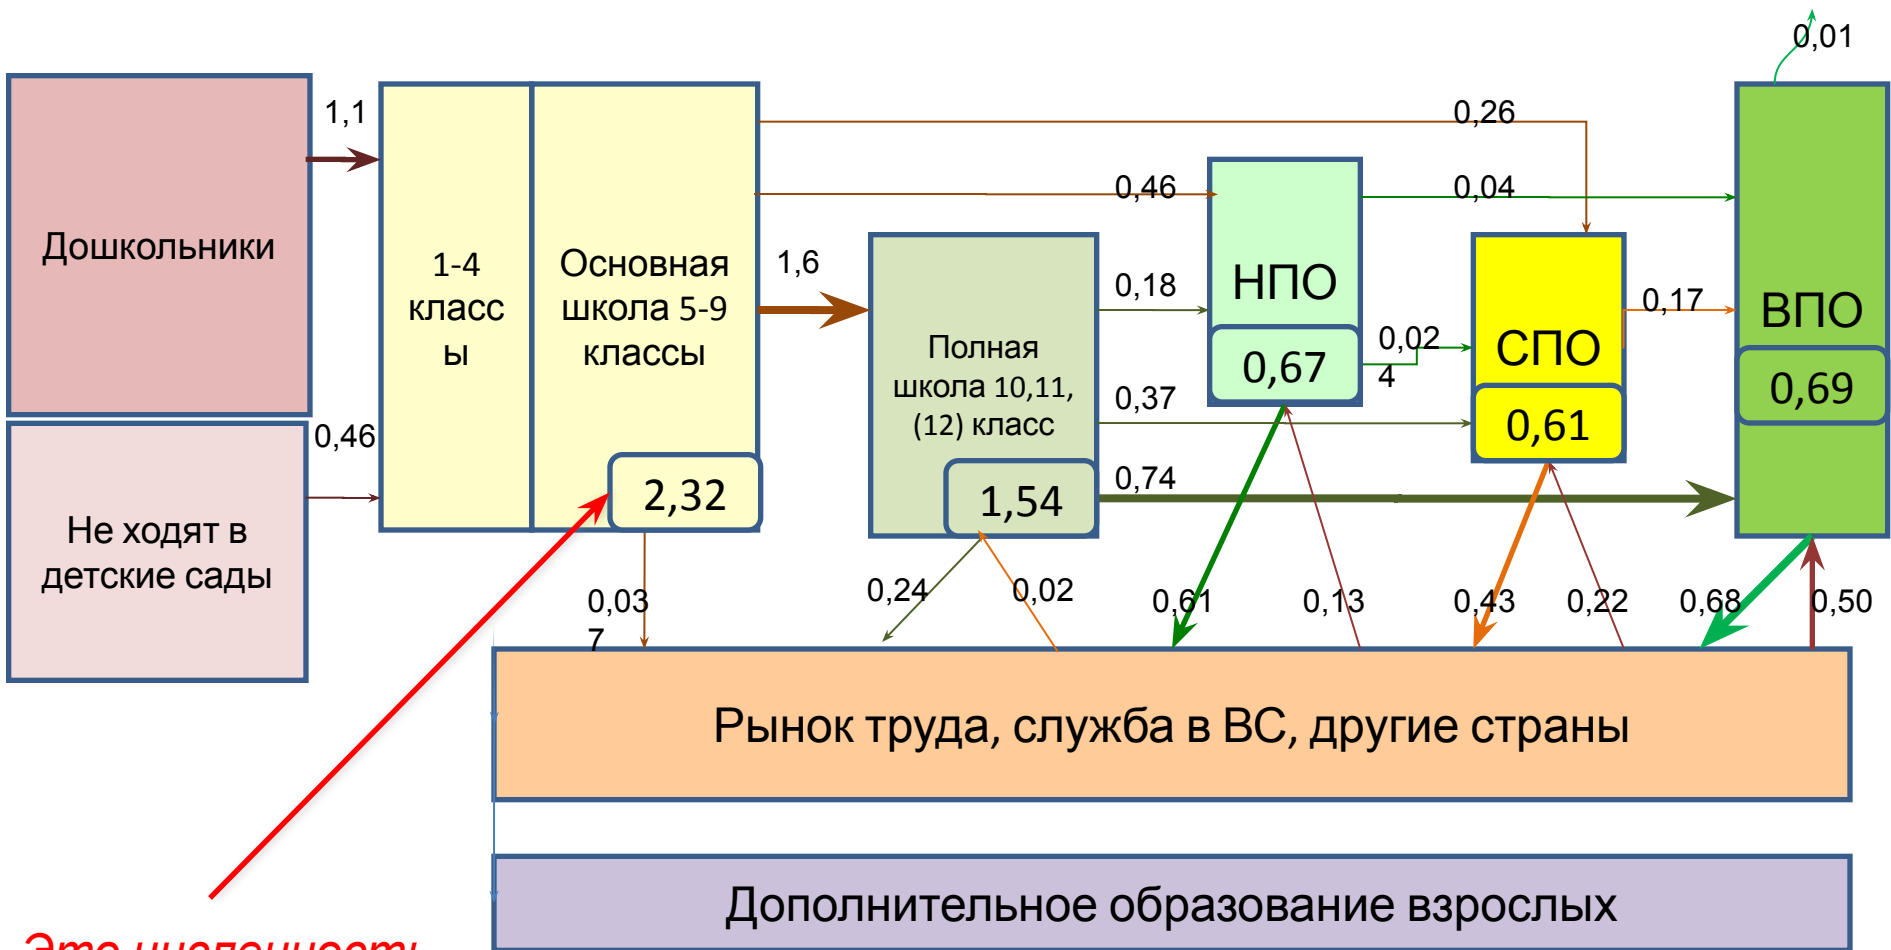 0,01
1,1
0,26
0,46
0,04
Дошкольники
1-4
класс
ы
Основная
школа 5-9
классы
1,6
0,18
НПО
0,17
ВПО
0,02
4
СПО
Полная
школа 10,11,
(12) класс
0,67
0,69
0,37
0,61
0,46
0,74
2,32
1,54
Не ходят в
детские сады
0,03
7
0,24
0,02
0,61
0,13
0,43
0,22
0,68
0,50
Рынок труда, служба в ВС, другие страны
Дополнительное образование взрослых
Это численность